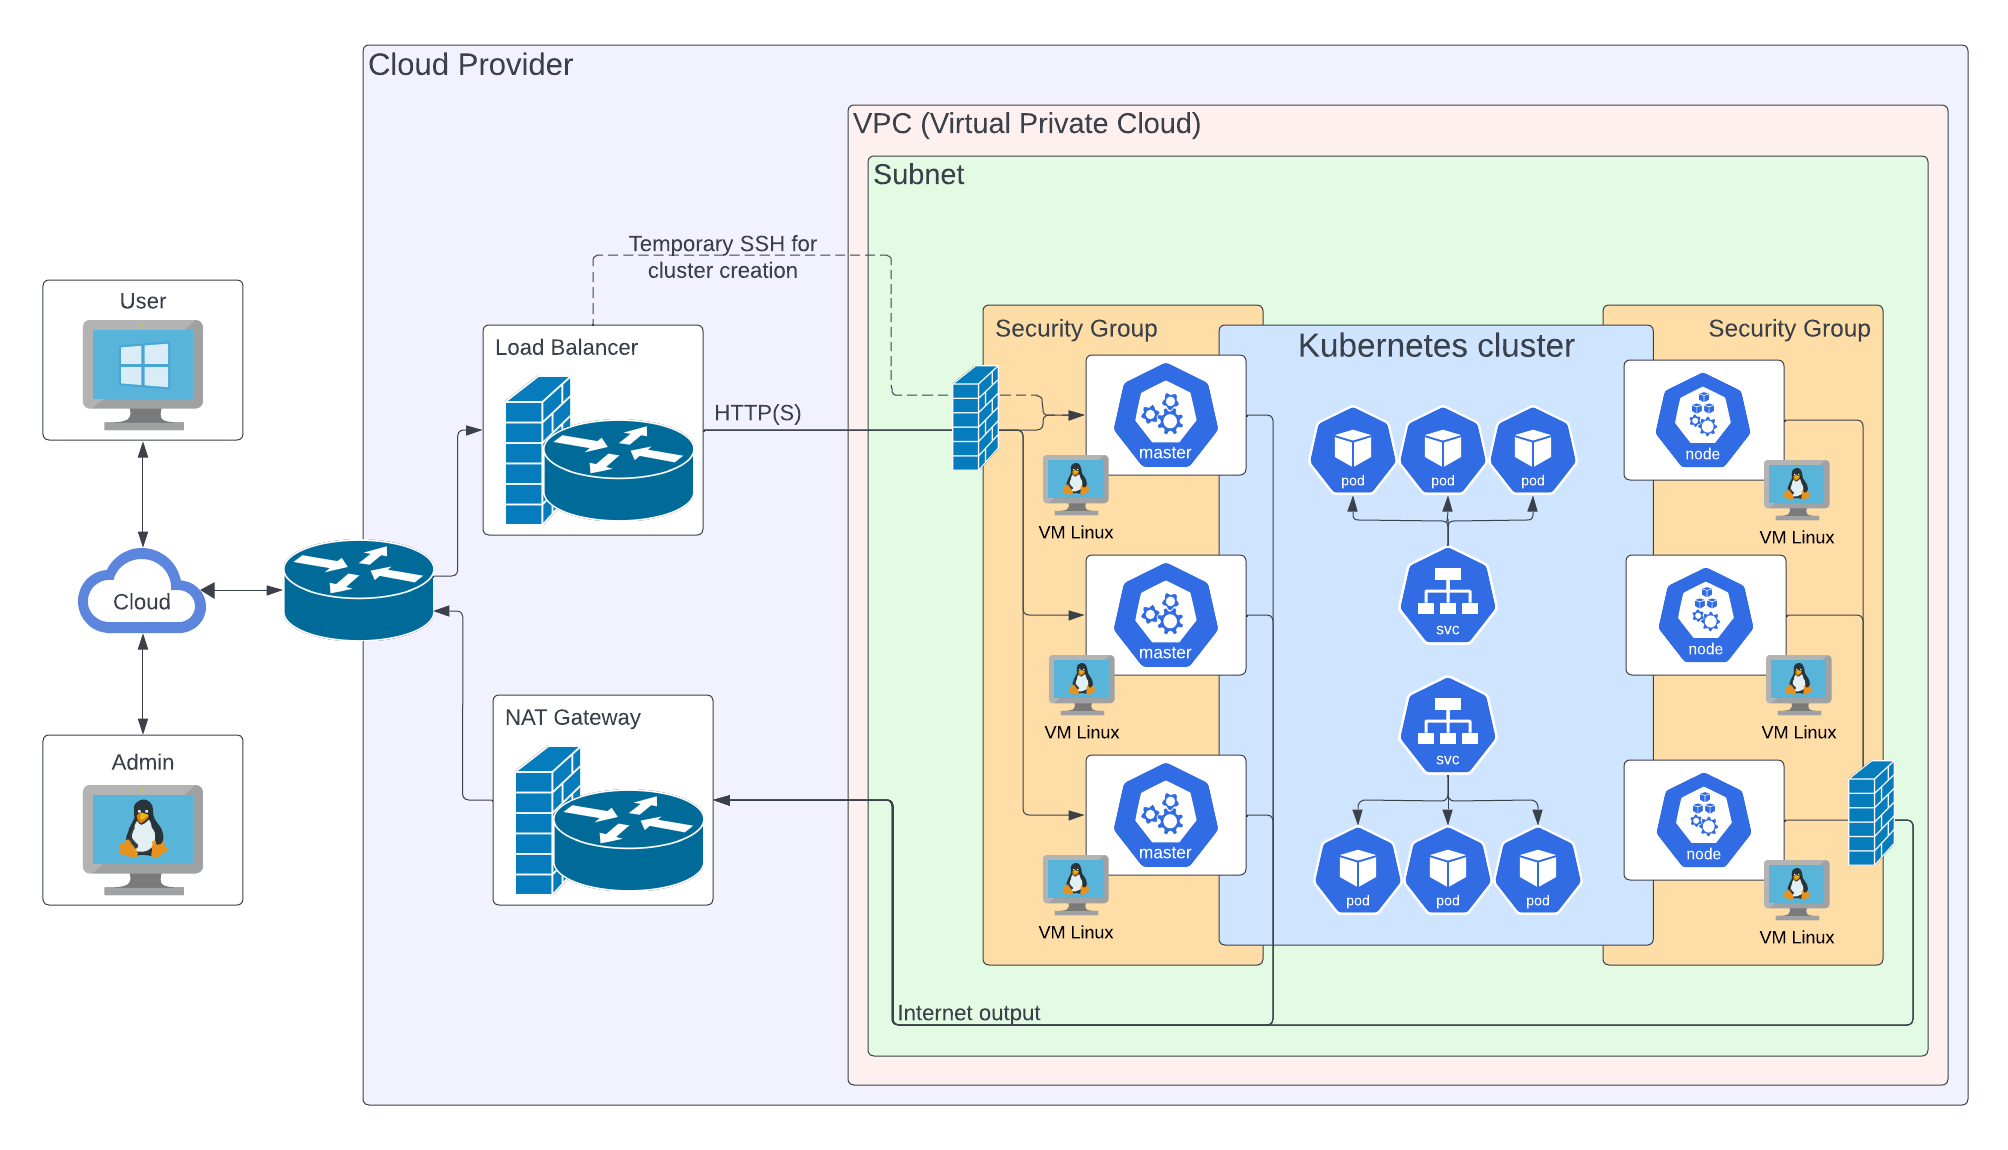 Cloud Provider
VPC (Virtual Private Cloud)
Subnet
Temporary SSH for
cluster creation
User
Load Balancer
HTTP(S)
Security Group
Kubernetes cluster
Security Group
master
VM Linux
pod
pod
pod
node
VM Linux
Cloud
svc
master
VM Linux
node
VM Linux
NAT Gateway
Admin
svc
master
VM Linux
pod
pod
pod
node
VM Linux
Internet output